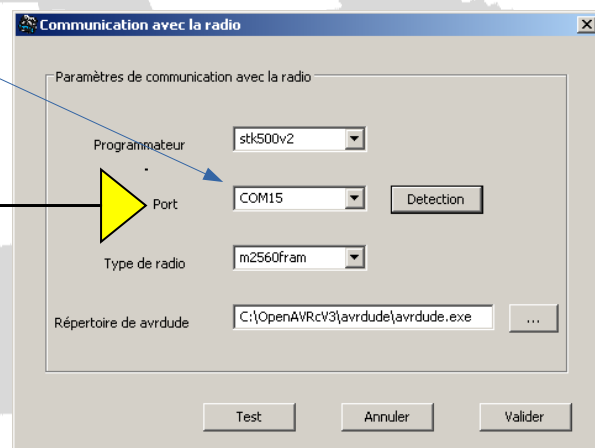 Communication avec la radio
Paramètres de communication avec la radio
Programmateur
stk500v2
Port
COM15
Detection
Type de radio
m2560fram
Répertoire de avrdude
C:\OpenAVRcV3\avrdude\avrdude.exe
...
Test
Annuler
Valider